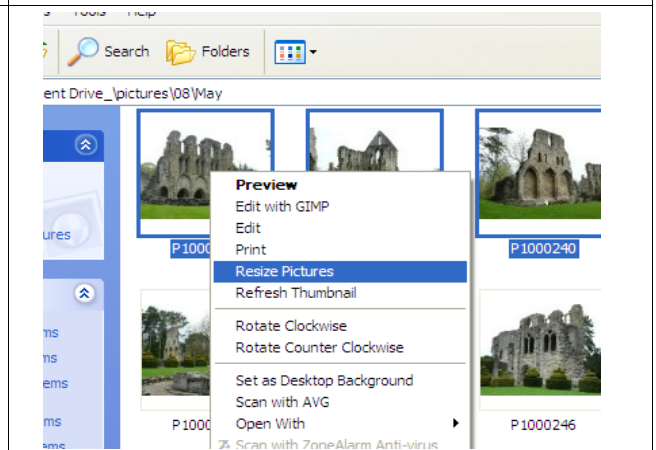 Tools Help
Search Folders
ent Drive_\pictures\08\May
ures
P1000
P1000240
Preview
Edit with GIMP
Edit
Print
Resize Pictures
Refresh Thumbnail
Rotate Clockwise
Rotate Counter Clockwise
Set as Desktop Background
Scan with AVG
Open With
Scan with ZoneAlarm Anti-virus
ms
ms
ems
ms
ems
P1000
P1000246